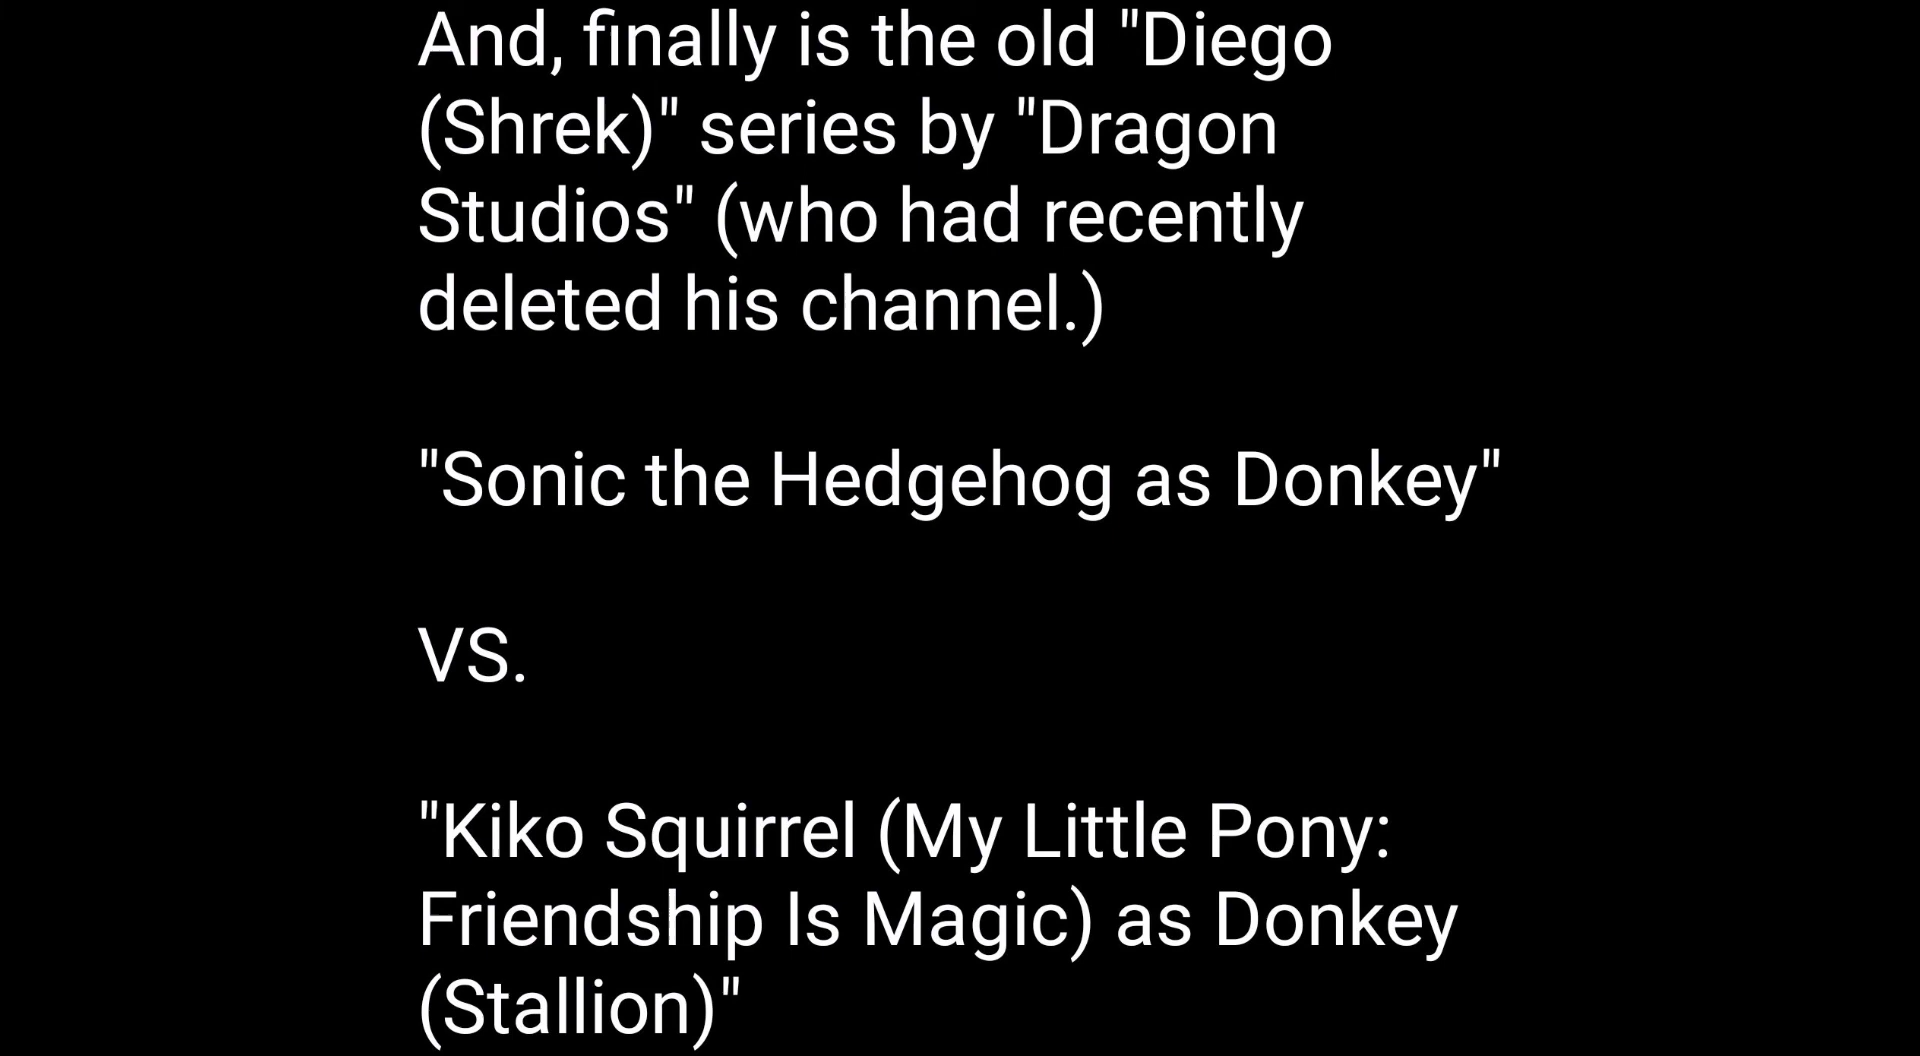 And, finally is the old "Diego
(Shrek)" series by "Dragon
Studios" (who had recently
deleted his channel.)
"Sonic the Hedgehog as Donkey"
VS.
"Kiko Squirrel (My Little Pony:
Friendship Is Magic) as Donkey
(Stallion)"